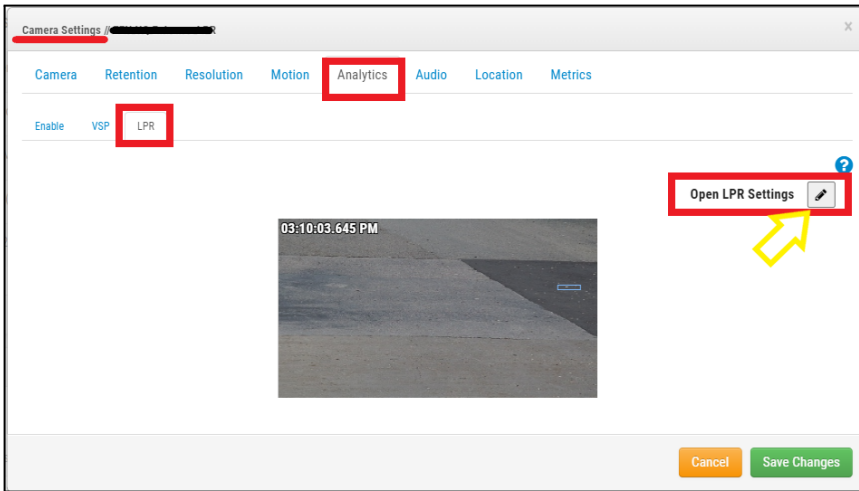 Camera Settings //
Camera Retention Resolution Motion Analytics Audio Location Metrics
Enable VSP LPR
?
Open LPR Settings
03:10:03.645 PM
Cancel Save Changes